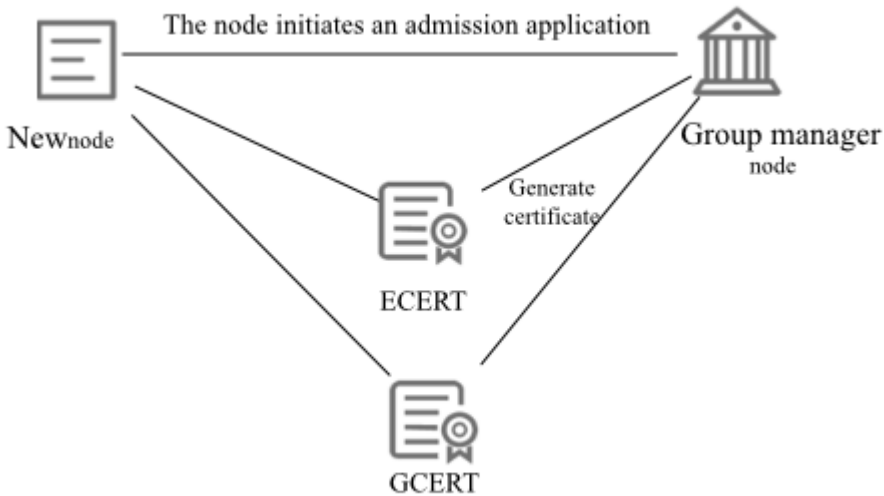 The node initiates an admission application
Newnode
Group manager
node
Generate
certificate
ECERT
GCERT